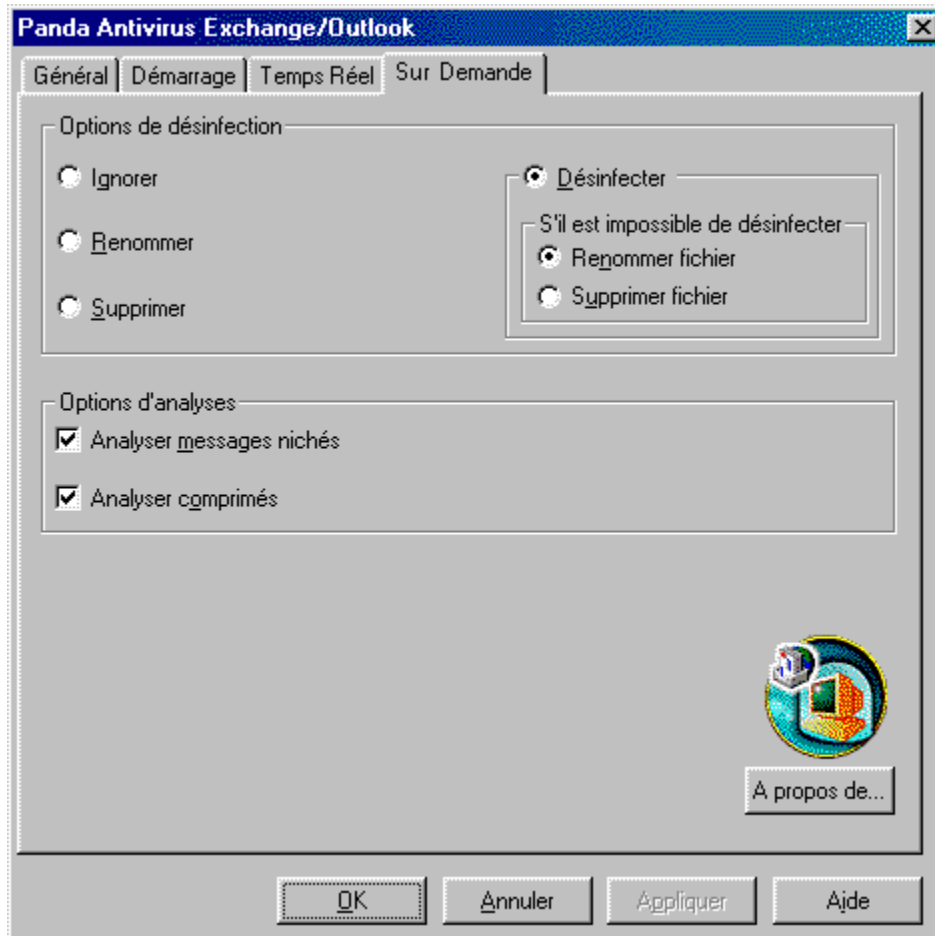 Panda Antivirus Exchange/Outlook
Général Démarrage Temps Réel Sur Demande
Options de désinfection
Ignorer
Renommer
Supprimer
Désinfecter
S'il est impossible de désinfecter
Renommer fichier
Supprimer fichier
Options d'analyses
Analyser messages nichés
Analyser comprimés
A propos de...
OK Annuler Appliquer Aide